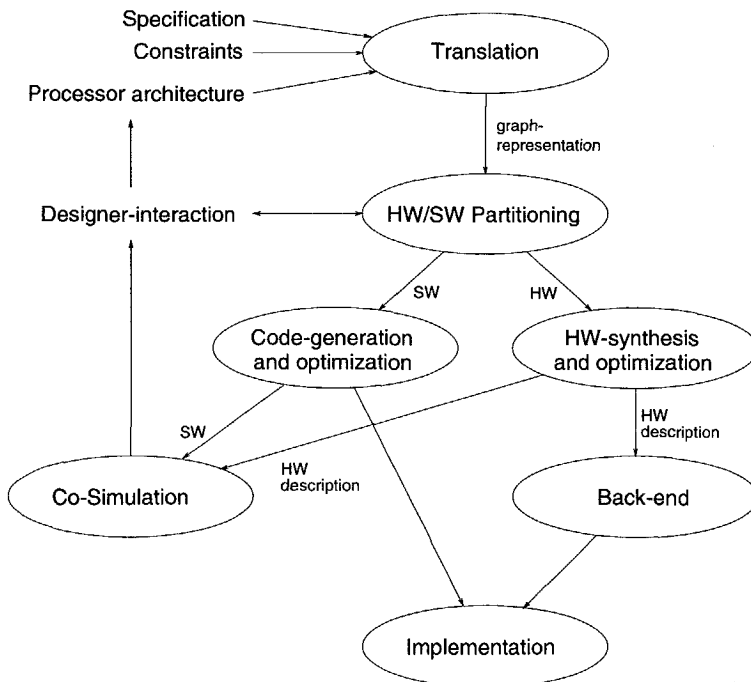 Specification
Constraints
Processor architecture
Translation
graph-
representation
Designer-interaction
HW/SW Partitioning
SW
HW
Code-generation
and optimization
HW-synthesis
and optimization
SW
HW
description
HW
description
Co-Simulation
Back-end
Implementation